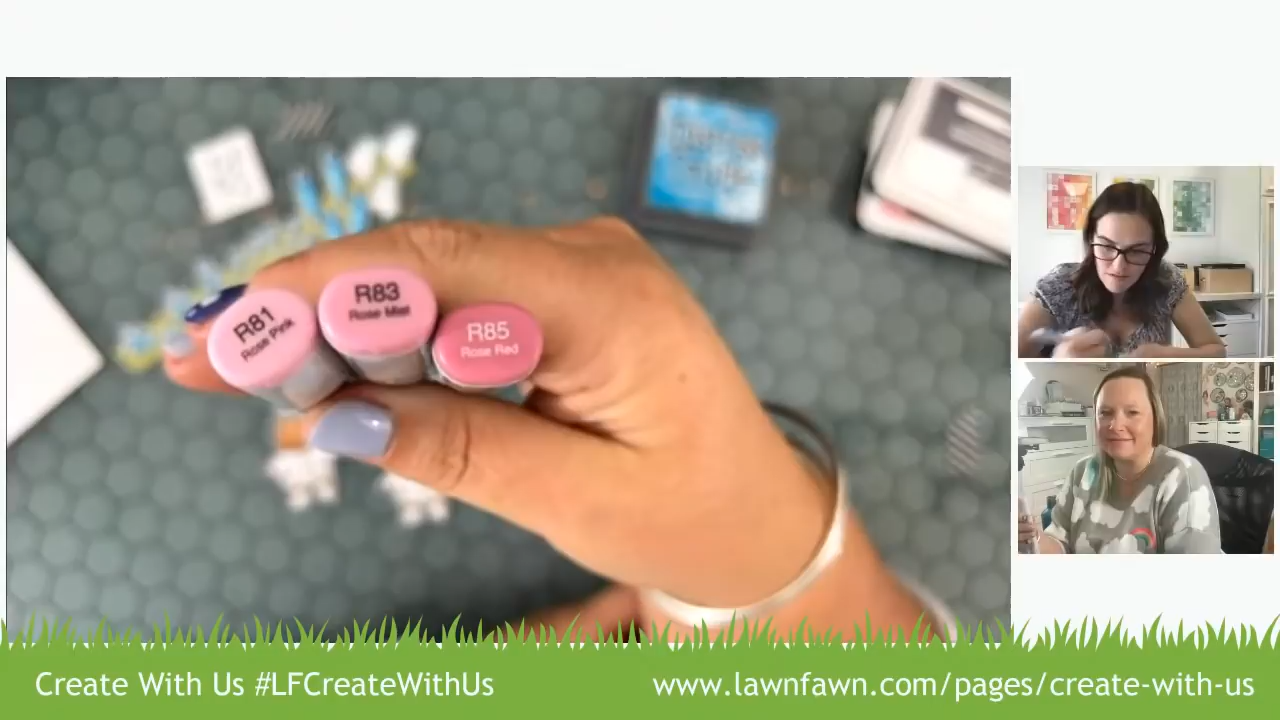 R81
Rose Pink
R83
Rose Mist
R85
Rose Red
Create With Us #LFCreateWithUs
www.lawnfawn.com/pages/create-with-us